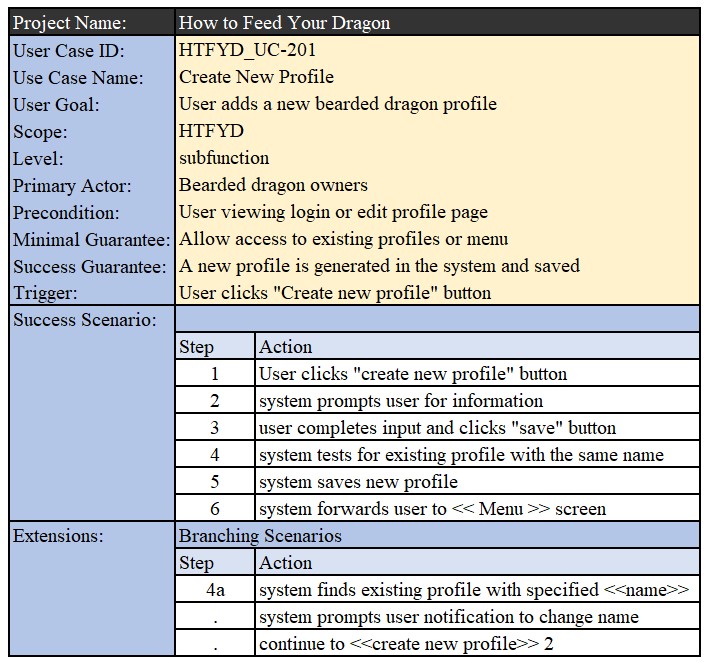 Project Name: How to Feed Your Dragon
User Case ID: HTFYD_UC-201
Use Case Name: Create New Profile
User Goal: User adds a new bearded dragon profile
Scope: HTFYD
Level: subfunction
Primary Actor: Bearded dragon owners
Precondition: User viewing login or edit profile page
Minimal Guarantee: Allow access to existing profiles or menu
Success Guarantee: A new profile is generated in the system and saved
Trigger: User clicks "Create new profile" button
Success Scenario:
Step Action
1 User clicks "create new profile" button
2 system prompts user for information
3 user completes input and clicks "save" button
4 system tests for existing profile with the same name
5 system saves new profile
6 system forwards user to << Menu >> screen
Extensions: Branching Scenarios
Step Action
4a system finds existing profile with specified <<name>>
. system prompts user notification to change name
. continue to <<create new profile>> 2